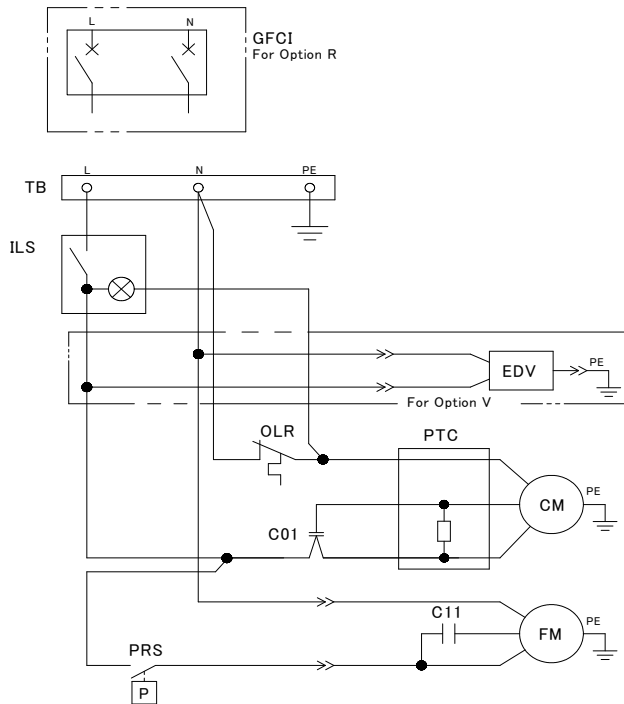 L N
GFCI
For Option R
L N PE
TB
ILS
EDV PE
For Option V
OLR PTC
CM PE
C01
C11
FM PE
PRS
P